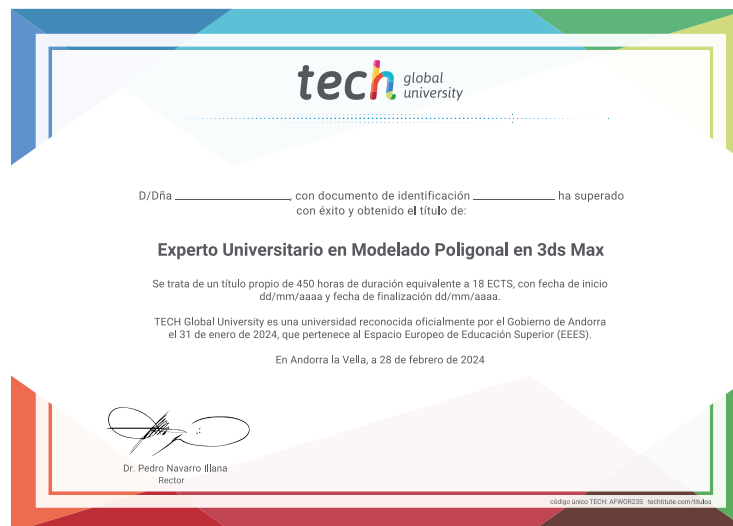 tech global university
D/Dña ____________________, con documento de identificación ______________ ha superado
con éxito y obtenido el título de:
Experto Universitario en Modelado Poligonal en 3ds Max
Se trata de un título propio de 450 horas de duración equivalente a 18 ECTS, con fecha de inicio
dd/mm/aaaa y fecha de finalización dd/mm/aaaa.
TECH Global University es una universidad reconocida oficialmente por el Gobierno de Andorra
el 31 de enero de 2024, que pertenece al Espacio Europeo de Educación Superior (EEES).
En Andorra la Vella, a 28 de febrero de 2024
Dr. Pedro Navarro Illana
Rector
código único TECH: AFWOR23S techtitute.com/titulos